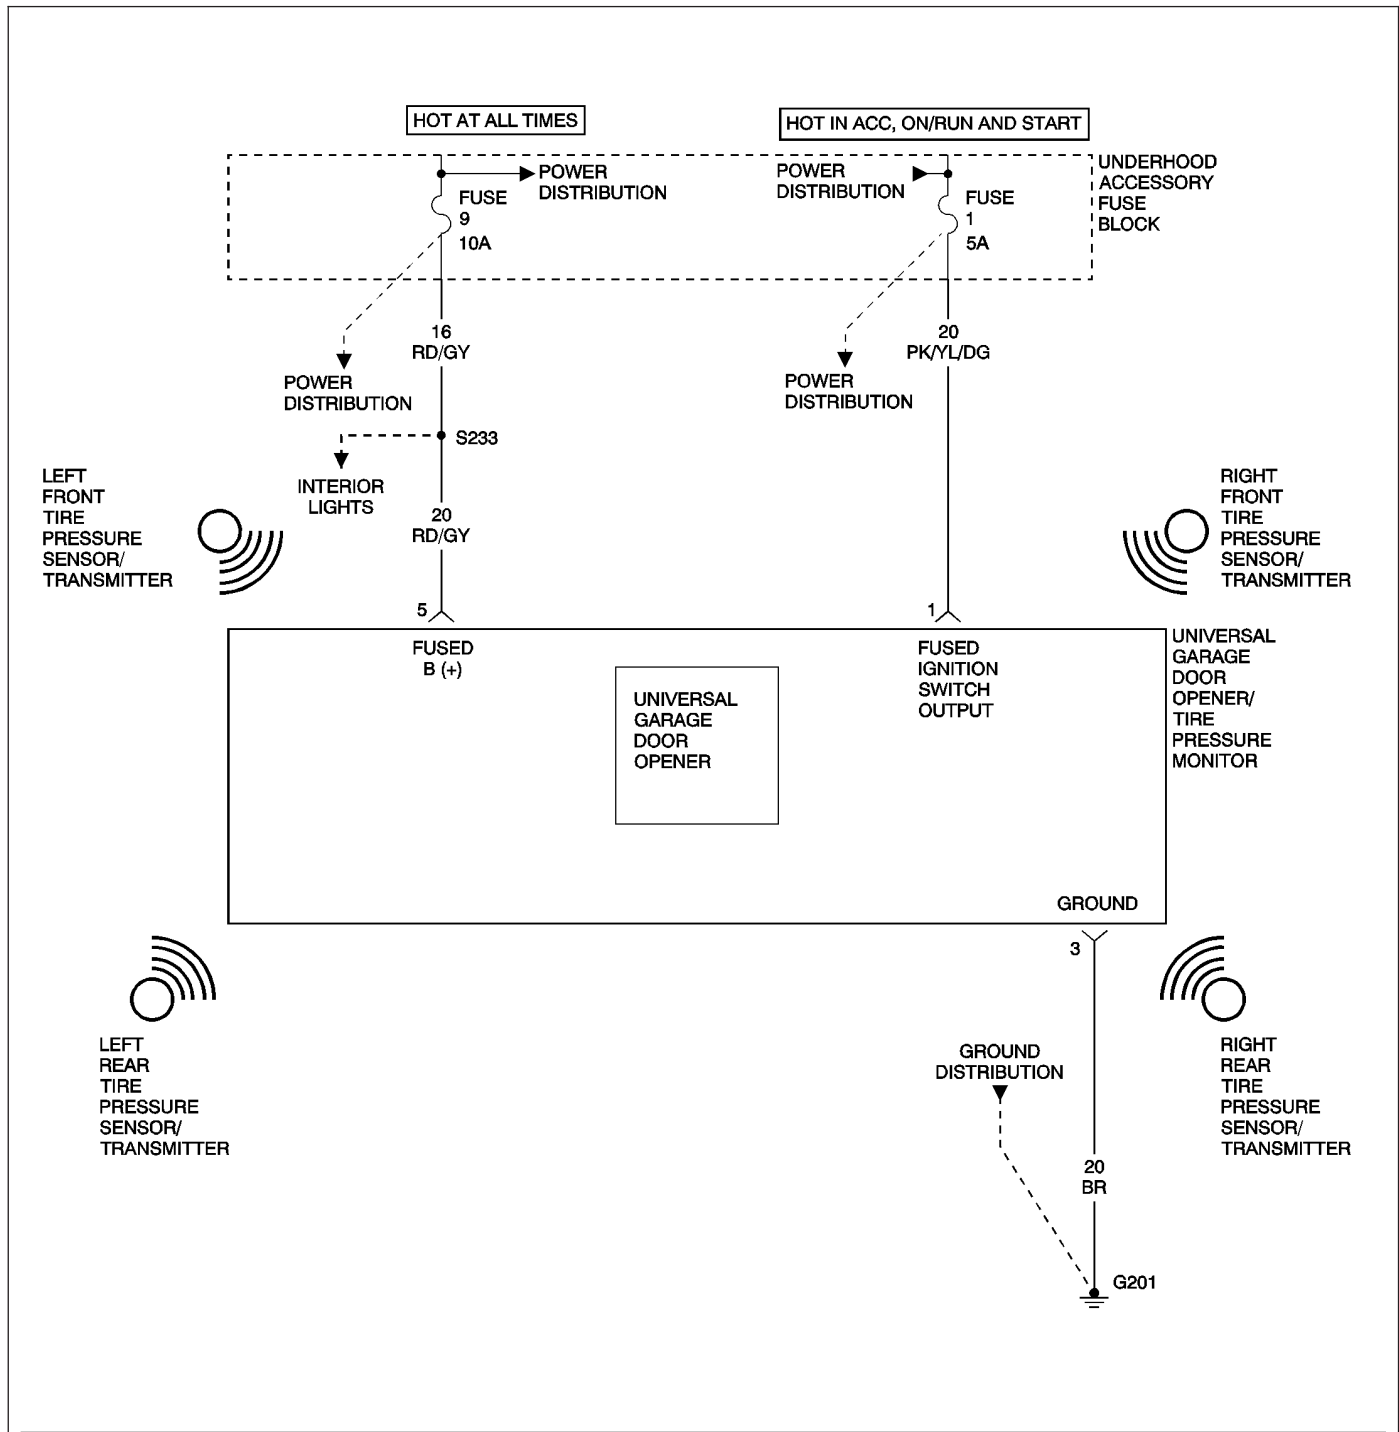 HOT AT ALL TIMES
HOT IN ACC, ON/RUN AND START
POWER
DISTRIBUTION
FUSE
9
10A
POWER
DISTRIBUTION
FUSE
1
5A
UNDERHOOD
ACCESSORY
FUSE
BLOCK
16
RD/GY
20
PK/YL/DG
POWER
DISTRIBUTION
POWER
DISTRIBUTION
S233
INTERIOR
LIGHTS
20
RD/GY
LEFT
FRONT
TIRE
PRESSURE
SENSOR/
TRANSMITTER
RIGHT
FRONT
TIRE
PRESSURE
SENSOR/
TRANSMITTER
5
1
FUSED
B (+)
UNIVERSAL
GARAGE
DOOR
OPENER
FUSED
IGNITION
SWITCH
OUTPUT
UNIVERSAL
GARAGE
DOOR
OPENER/
TIRE
PRESSURE
MONITOR
GROUND
3
LEFT
REAR
TIRE
PRESSURE
SENSOR/
TRANSMITTER
GROUND
DISTRIBUTION
RIGHT
REAR
TIRE
PRESSURE
SENSOR/
TRANSMITTER
20
BR
G201